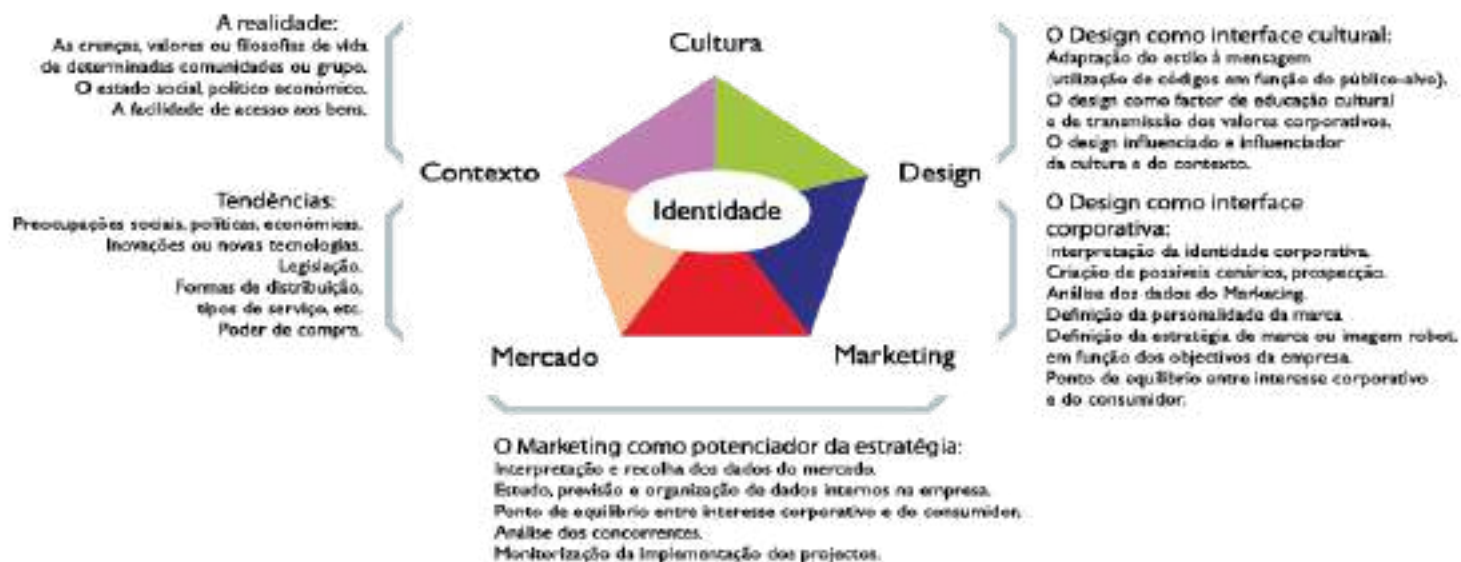 A realidade:
As crenças, valores ou filosofias de vida
de determinadas comunidades ou grupo.
O estado social, político económico.
A facilidade de acesso aos bens.
Cultura
O Design como interface cultural:
Adaptação do estilo à mensagem
(utilização de códigos em função do público-alvo).
O design como factor de educação cultural
e de transmissão dos valores corporativos.
O design influenciado e influenciador
da cultura e do contexto.
Contexto
Design
Identidade
Tendências:
Preocupações sociais, políticas, económicas.
Inovações ou novas tecnologias.
Legislação.
Formas de distribuição,
tipos de serviço, etc.
Poder de compra.
O Design como interface
corporativa:
Interpretação da identidade corporativa.
Criação de possíveis cenários, prospecção.
Análise dos dados do Marketing.
Definição da personalidade da marca
Definição da estratégia de marca ou imagem robot,
em função dos objectivos da empresa.
Ponto de equilíbrio entre interesse corporativo
e do consumidor.
Mercado
Marketing
O Marketing como potenciador da estratégia:
Interpretação e recolha dos dados do mercado.
Estudo, previsão e organização de dados internos na empresa.
Ponto de equilíbrio entre interesse corporativo e do consumidor.
Análise dos concorrentes.
Monitorização da implementação dos projectos.